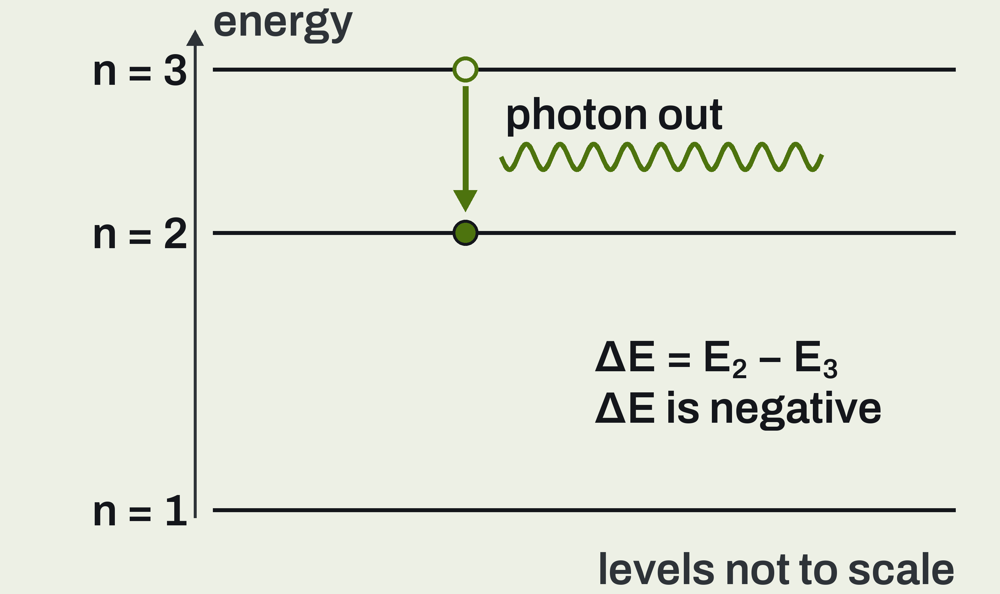 energy
n = 3
photon out
n = 2
ΔE = E₂ – E₃
ΔE is negative
n = 1
levels not to scale